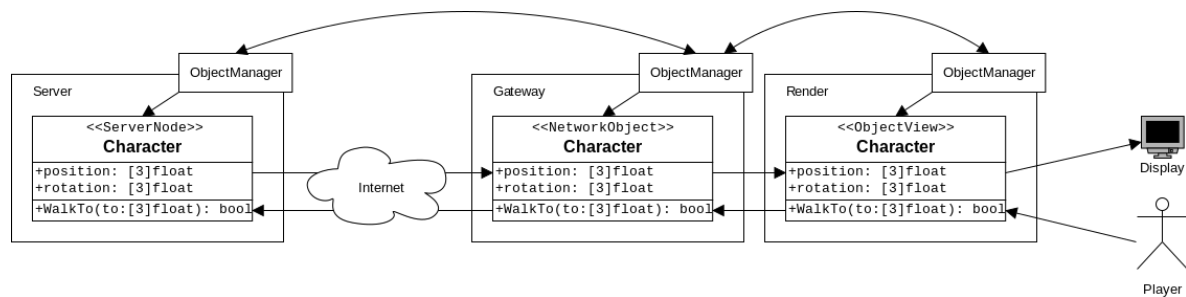 ObjectManager
Server
<<ServerNode>>
Character
+position: [3]float
+rotation: [3]float
+WalkTo(to:[3]float): bool
Internet
ObjectManager
Gateway
<<NetworkObject>>
Character
+position: [3]float
+rotation: [3]float
+WalkTo(to:[3]float): bool
ObjectManager
Render
<<ObjectView>>
Character
+position: [3]float
+rotation: [3]float
+WalkTo(to:[3]float): bool
Display
Player